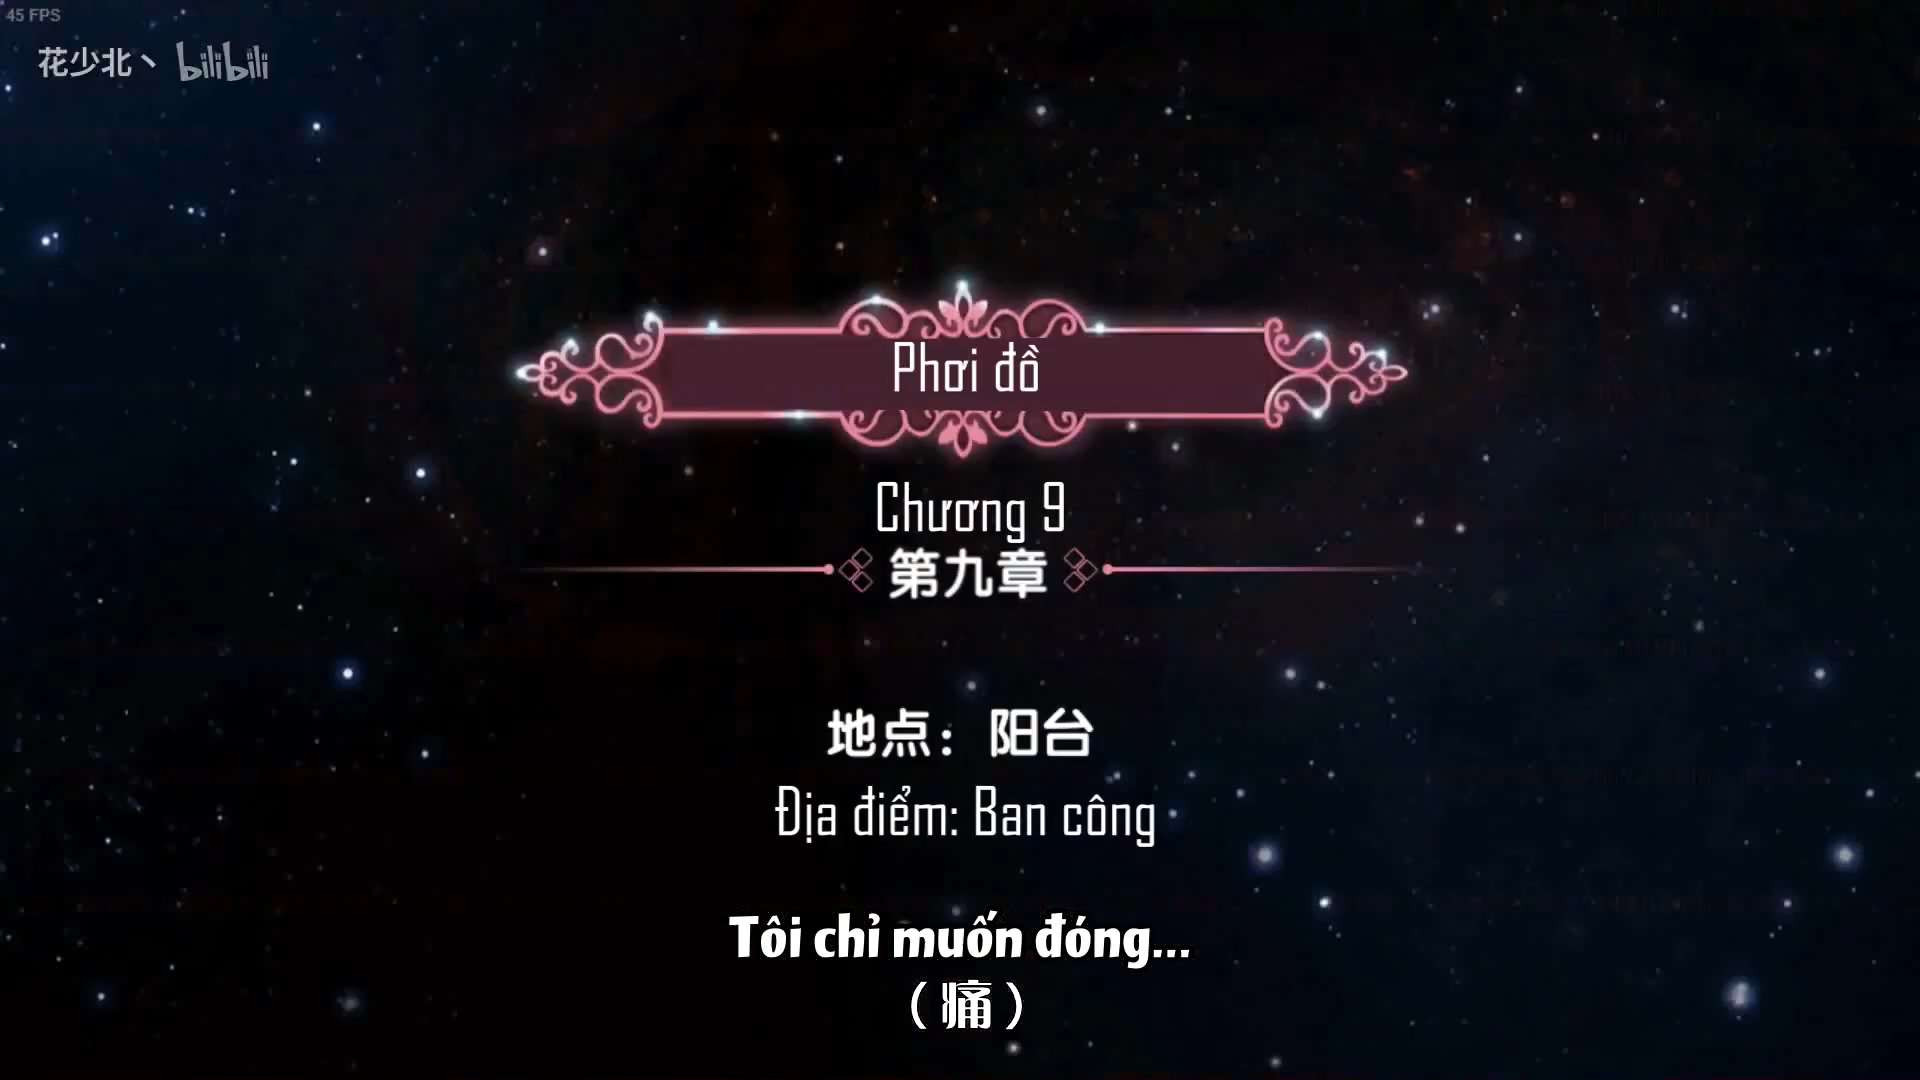 45 FPS
花少北丶 bilibili
Phơi đồ
Chương 9
第九章
地点：阳台
Địa điểm: Ban công
Tôi chỉ muốn đóng...
（痛）